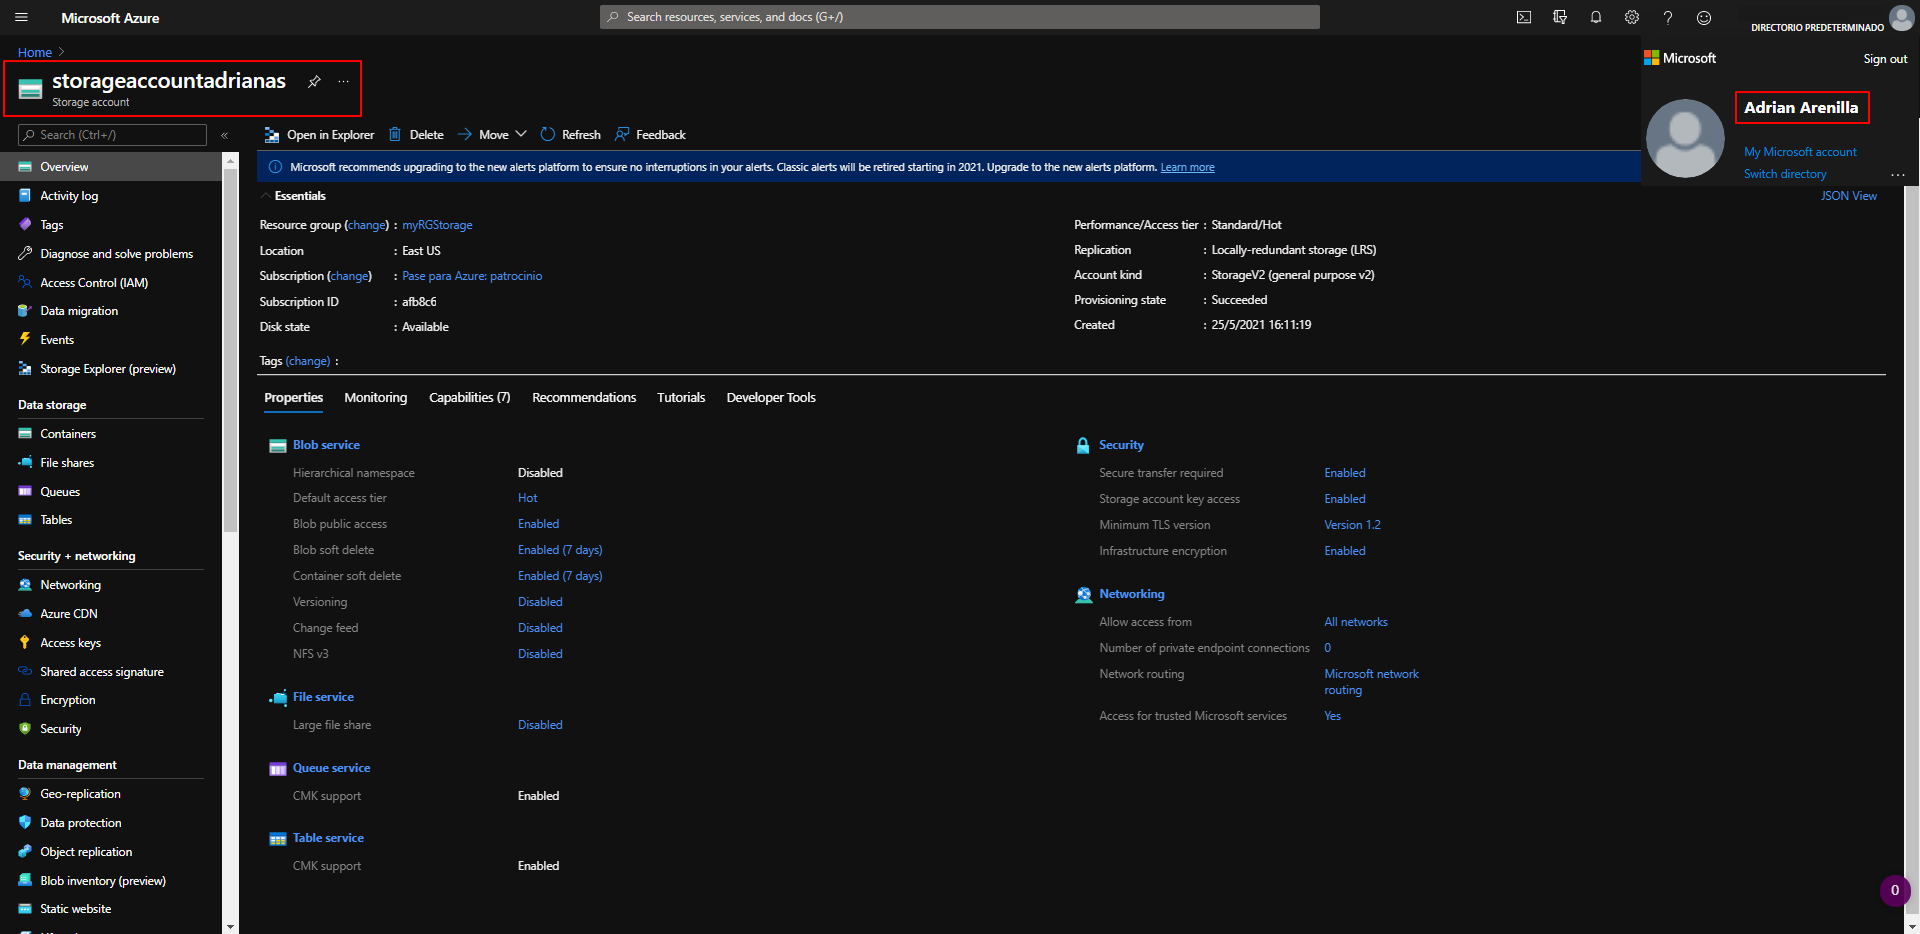 Microsoft Azure
Search resources, services, and docs (G+/)
DIRECTORIO PREDETERMINADO
Home
storageaccountadrianas
Storage account
Microsoft
Sign out
Adrian Arenilla
My Microsoft account
Switch directory
Search (Ctrl+/)
Open in Explorer
Delete
Move
Refresh
Feedback
Microsoft recommends upgrading to the new alerts platform to ensure no interruptions in your alerts. Classic alerts will be retired starting in 2021. Upgrade to the new alerts platform. Learn more
Overview
Activity log
Tags
Diagnose and solve problems
Access Control (IAM)
Data migration
Events
Storage Explorer (preview)
Data storage
Containers
File shares
Queues
Tables
Security + networking
Networking
Azure CDN
Access keys
Shared access signature
Encryption
Security
Data management
Geo-replication
Data protection
Object replication
Blob inventory (preview)
Static website
Essentials
JSON View
Resource group (change) : myRGStorage
Location : East US
Subscription (change) : Pase para Azure: patrocinio
Subscription ID : afb8c6
Disk state : Available
Performance/Access tier : Standard/Hot
Replication : Locally-redundant storage (LRS)
Account kind : StorageV2 (general purpose v2)
Provisioning state : Succeeded
Created : 25/5/2021 16:11:19
Tags (change) :
Properties
Monitoring
Capabilities (7)
Recommendations
Tutorials
Developer Tools
Blob service
Hierarchical namespace Disabled
Default access tier Hot
Blob public access Enabled
Blob soft delete Enabled (7 days)
Container soft delete Enabled (7 days)
Versioning Disabled
Change feed Disabled
NFS v3 Disabled
File service
Large file share Disabled
Queue service
CMK support Enabled
Table service
CMK support Enabled
Security
Secure transfer required Enabled
Storage account key access Enabled
Minimum TLS version Version 1.2
Infrastructure encryption Enabled
Networking
Allow access from All networks
Number of private endpoint connections 0
Network routing Microsoft network
routing
Access for trusted Microsoft services Yes
0